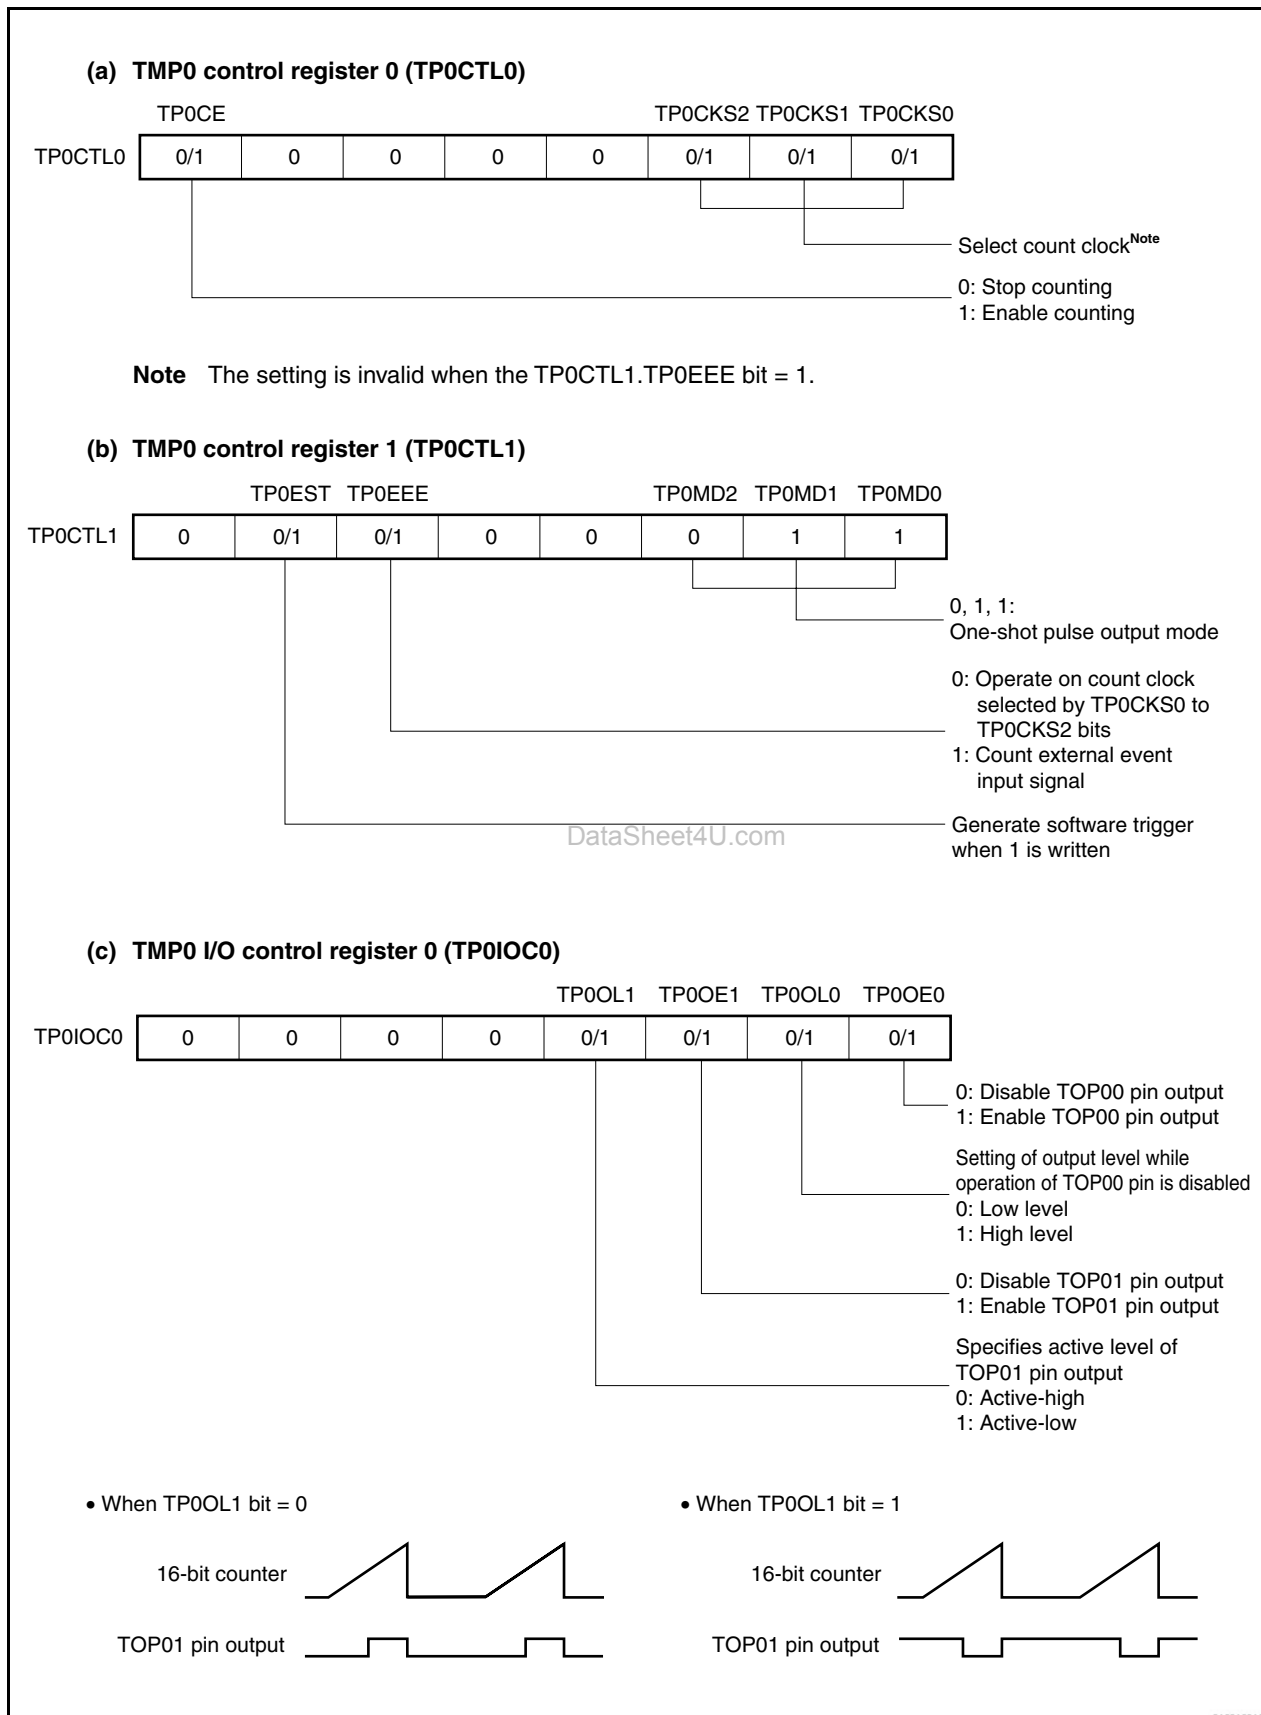 (a) TMP0 control register 0 (TP0CTL0)
TP0CE TP0CKS2 TP0CKS1 TP0CKS0
TP0CTL0 0/1 0 0 0 0 0/1 0/1 0/1
Select count clockNote
0: Stop counting
1: Enable counting
Note The setting is invalid when the TP0CTL1.TP0EEE bit = 1.
(b) TMP0 control register 1 (TP0CTL1)
TP0EST TP0EEE TP0MD2 TP0MD1 TP0MD0
TP0CTL1 0 0/1 0/1 0 0 0 1 1
0, 1, 1:
One-shot pulse output mode
0: Operate on count clock
selected by TP0CKS0 to
TP0CKS2 bits
1: Count external event
input signal
Generate software trigger
when 1 is written
DataSheet4U.com
(c) TMP0 I/O control register 0 (TP0IOC0)
TP0OL1 TP0OE1 TP0OL0 TP0OE0
TP0IOC0 0 0 0 0 0/1 0/1 0/1 0/1
0: Disable TOP00 pin output
1: Enable TOP00 pin output
Setting of output level while
operation of TOP00 pin is disabled
0: Low level
1: High level
0: Disable TOP01 pin output
1: Enable TOP01 pin output
Specifies active level of
TOP01 pin output
0: Active-high
1: Active-low
• When TP0OL1 bit = 0
16-bit counter
TOP01 pin output
• When TP0OL1 bit = 1
16-bit counter
TOP01 pin output